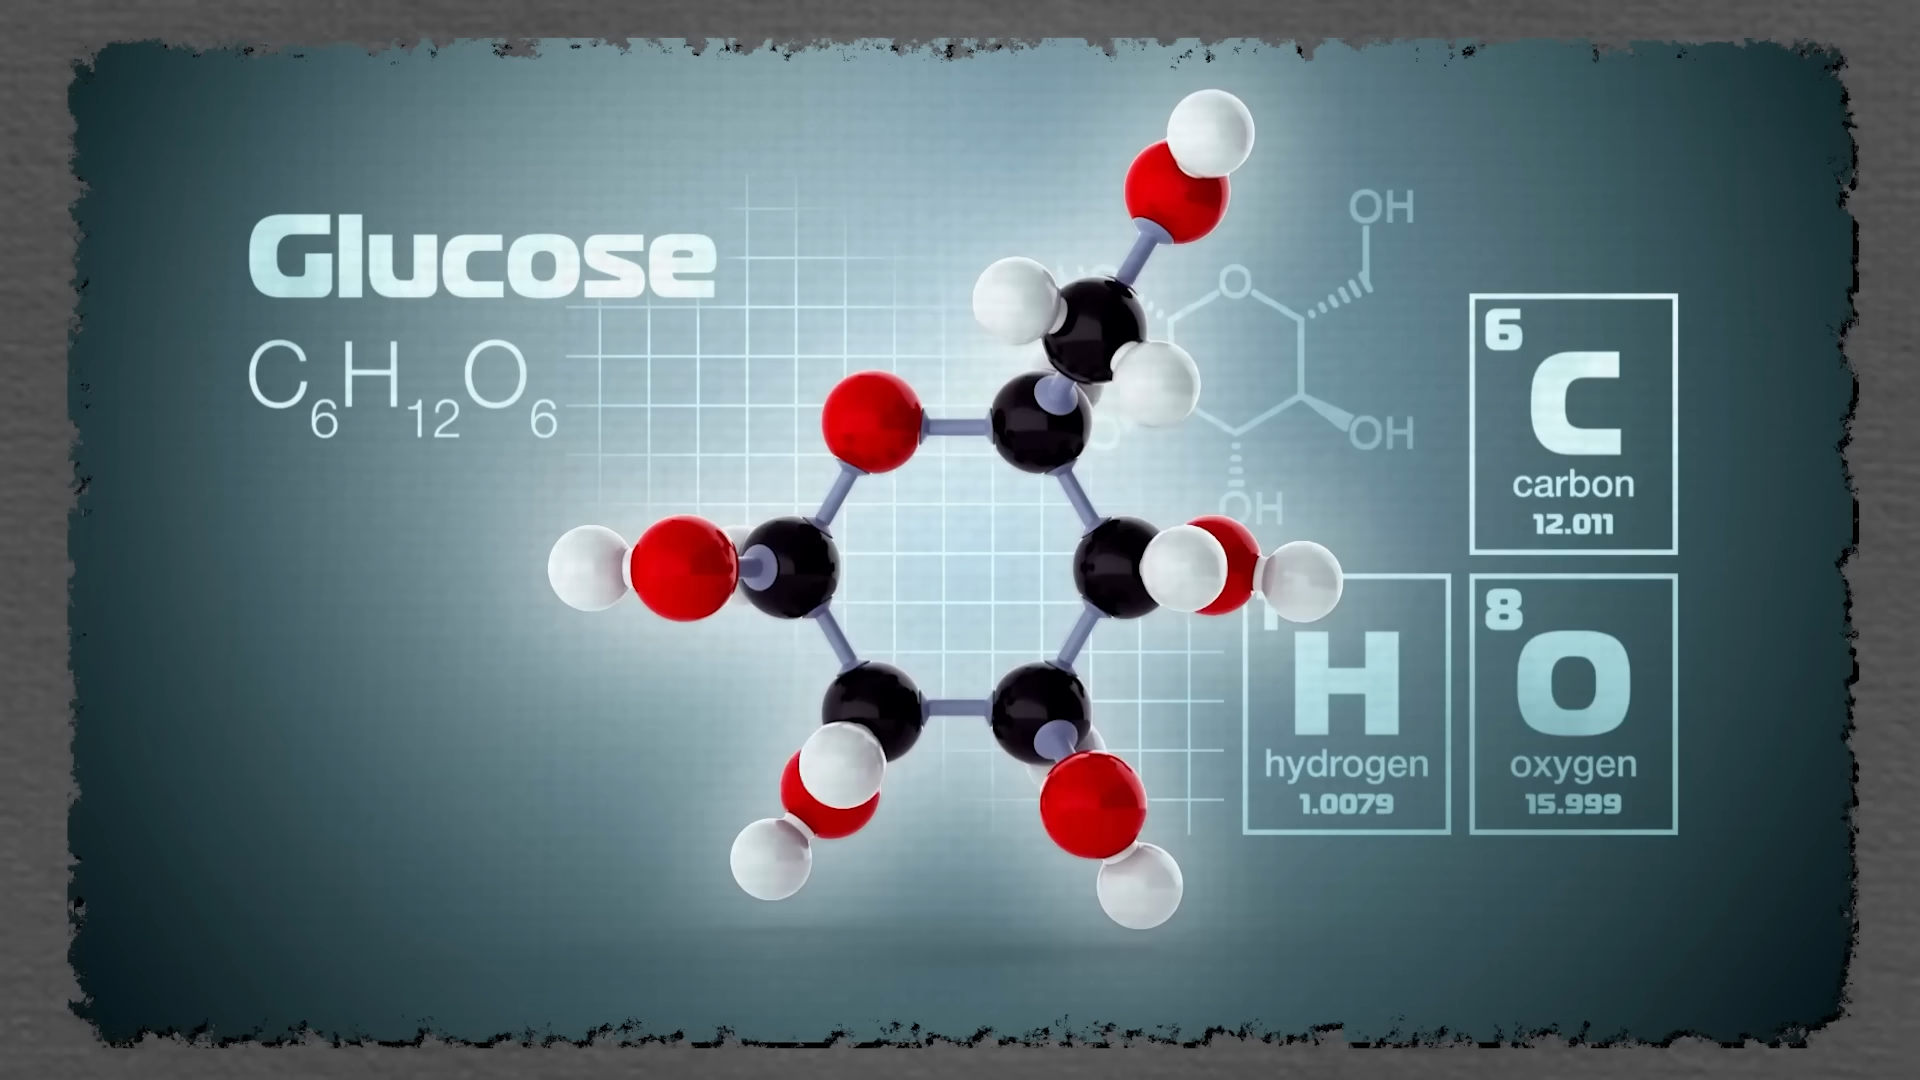 Glucose
C6H12O6
OH
O
OH
OH
6
C
carbon
12.011
H
hydrogen
1.0079
8
O
oxygen
15.999